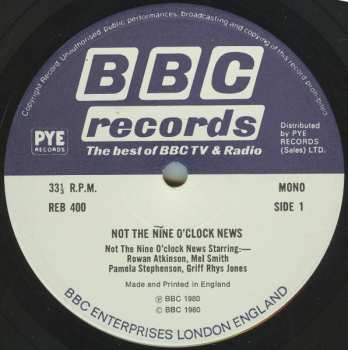 Copyright Record. Unauthorised public performances, broadcasting and copying of this record prohibited
BBC
records
The best of BBC TV & Radio
PYE
RECORDS
Distributed
by PYE
RECORDS
(Sales) LTD.
33⅓ R.P.M.
MONO
REB 400
SIDE 1
NOT THE NINE O'CLOCK NEWS
Not The Nine O'clock News Starring:—
Rowan Atkinson, Mel Smith
Pamela Stephenson, Griff Rhys Jones
Made and Printed in England
Ⓟ BBC 1980
© BBC 1980
BBC ENTERPRISES LONDON ENGLAND